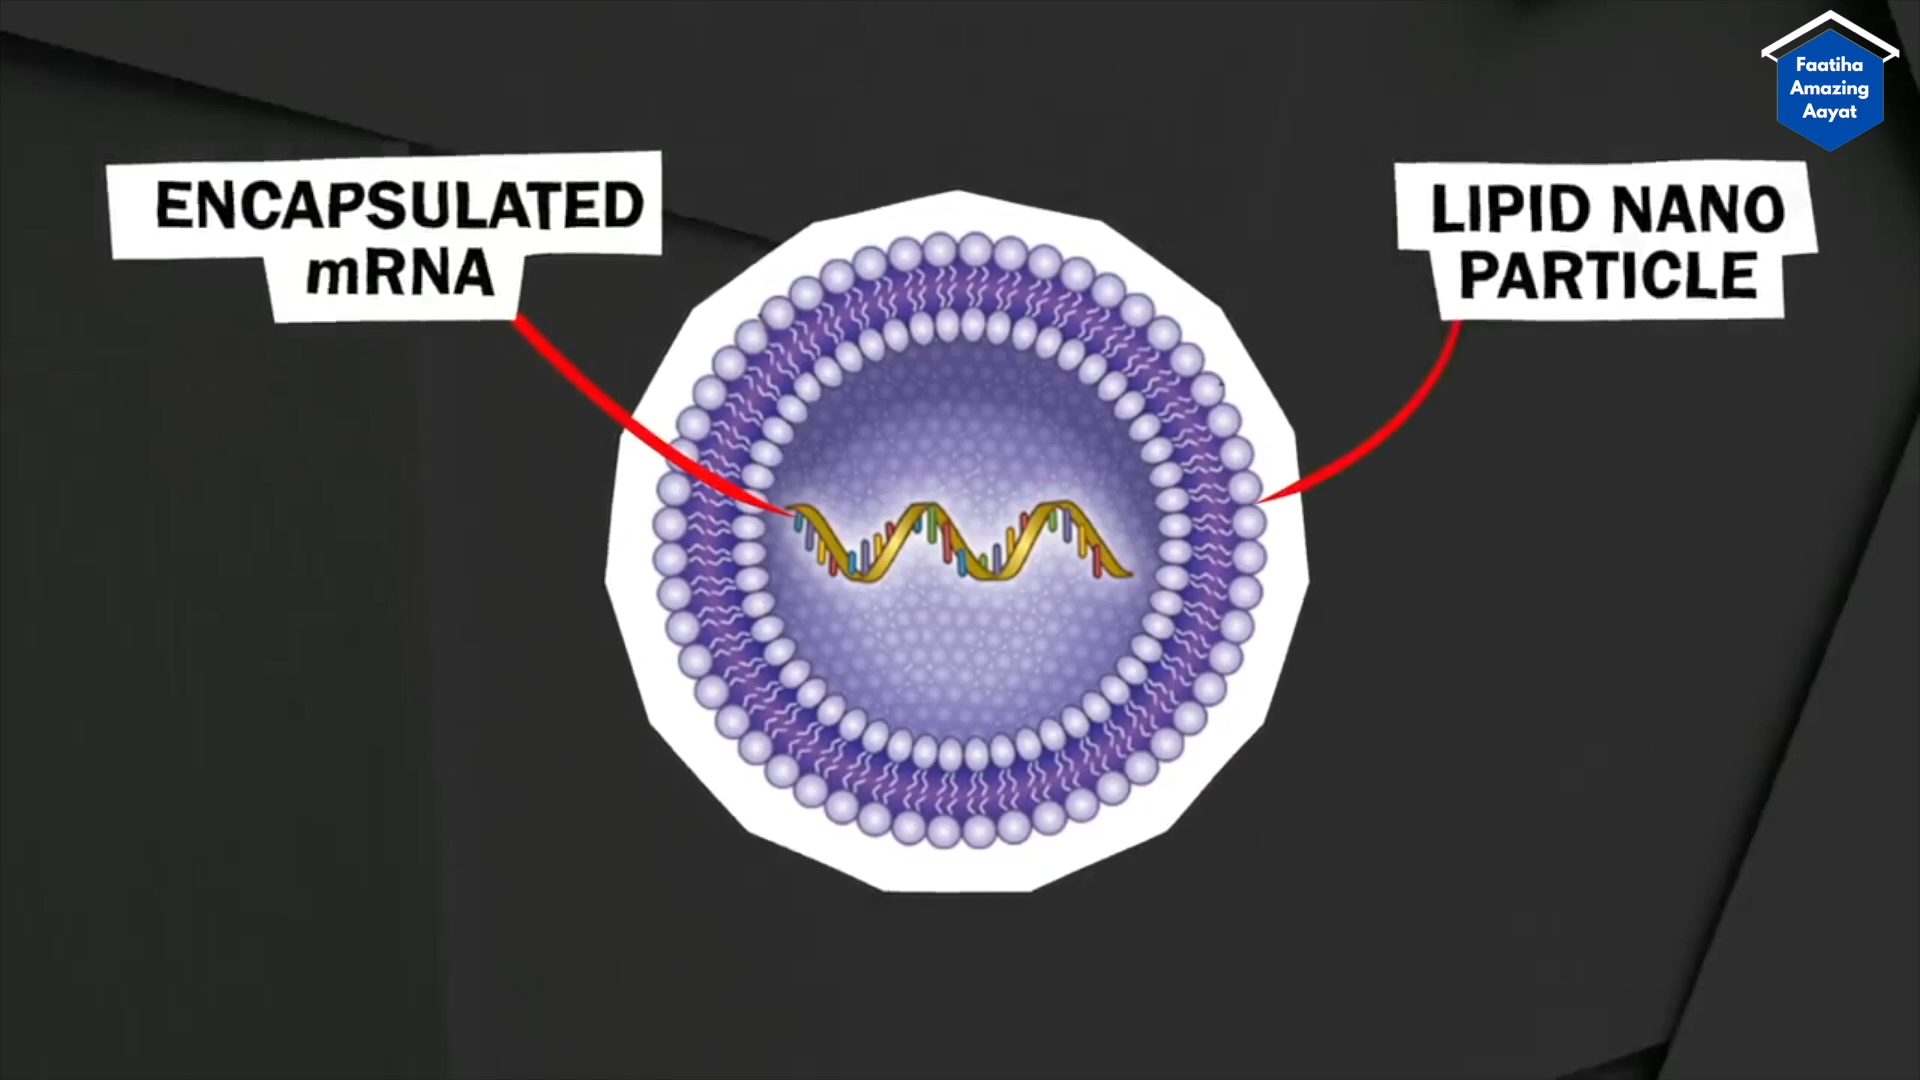 ENCAPSULATED
mRNA
LIPID NANO
PARTICLE
Faatiha
Amazing
Aayat